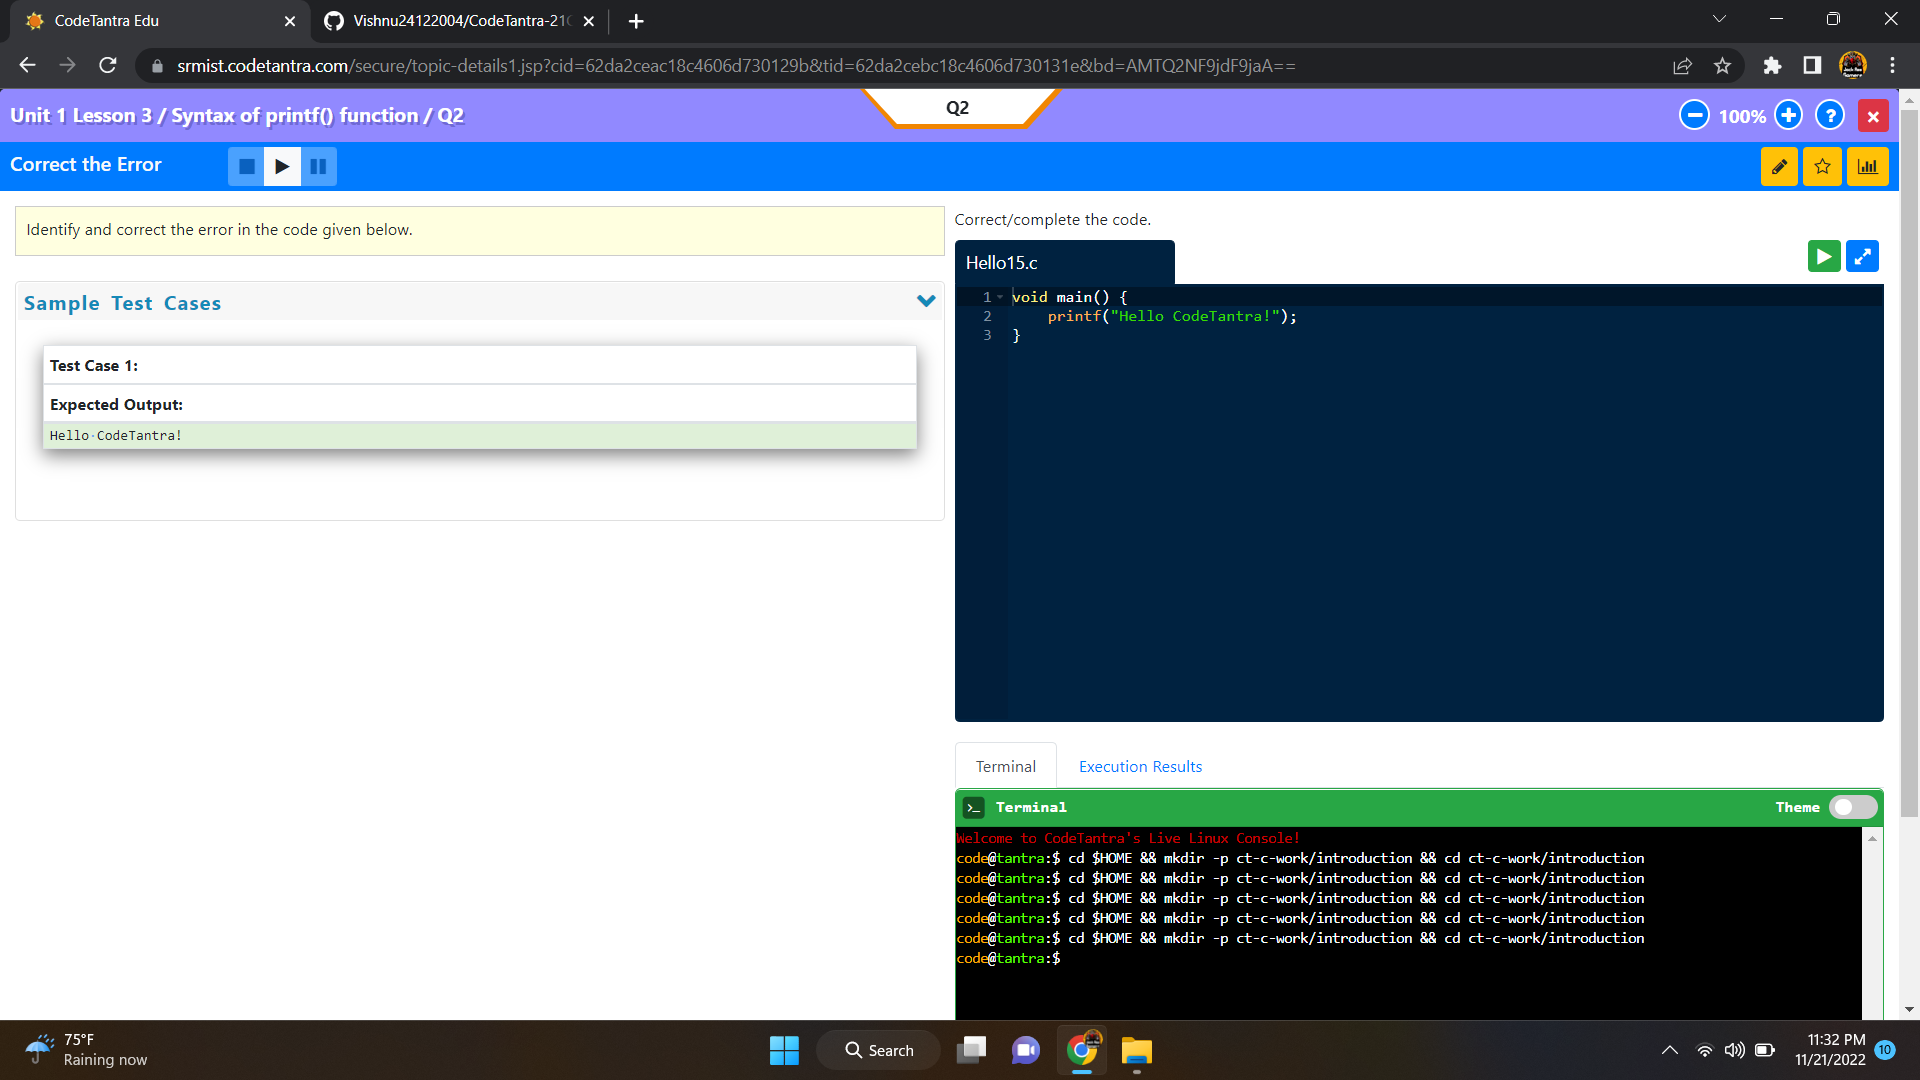 CodeTantra Edu
Vishnu24122004/CodeTantra-21C
srmist.codetantra.com/secure/topic-details1.jsp?cid=62da2ceac18c4606d730129b&tid=62da2cebc18c4606d730131e&bd=AMTQ2NF9jdF9jaA==
Unit 1 Lesson 3 / Syntax of printf() function / Q2
Q2
100%
?
Correct the Error
Identify and correct the error in the code given below.
Sample Test Cases
Test Case 1:
Expected Output:
Hello·CodeTantra!
Correct/complete the code.
Hello15.c
1 void main() {
2 printf("Hello CodeTantra!");
3 }
Terminal
Execution Results
>_ Terminal
Theme
Welcome to CodeTantra's Live Linux Console!
code@tantra:$ cd $HOME && mkdir -p ct-c-work/introduction && cd ct-c-work/introduction
code@tantra:$ cd $HOME && mkdir -p ct-c-work/introduction && cd ct-c-work/introduction
code@tantra:$ cd $HOME && mkdir -p ct-c-work/introduction && cd ct-c-work/introduction
code@tantra:$ cd $HOME && mkdir -p ct-c-work/introduction && cd ct-c-work/introduction
code@tantra:$ cd $HOME && mkdir -p ct-c-work/introduction && cd ct-c-work/introduction
code@tantra:$
75°F
Raining now
Search
11:32 PM
11/21/2022
10